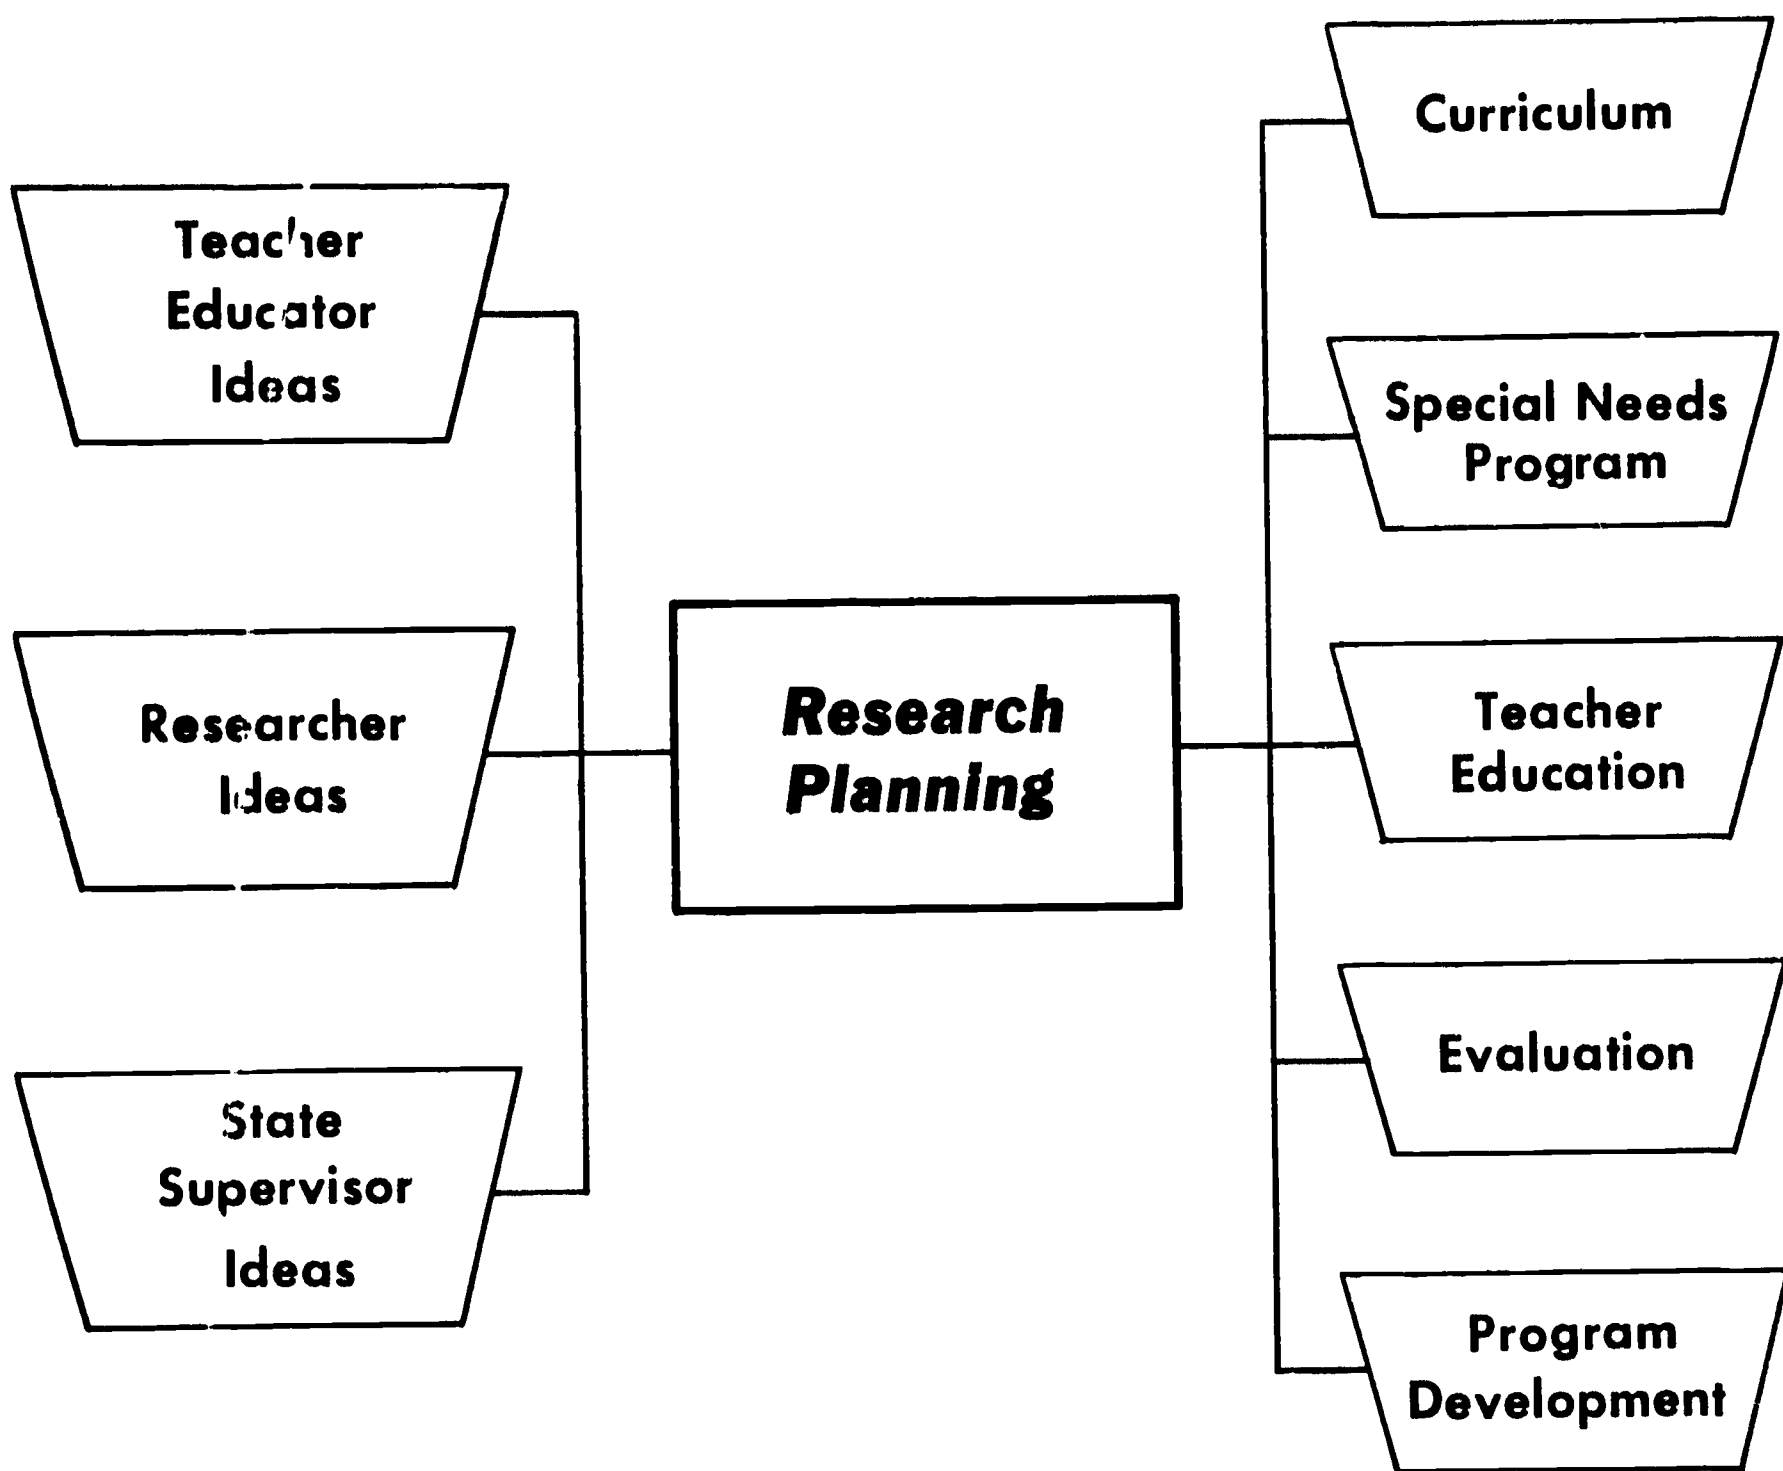 Teacher
Educator
Ideas
Researcher
Ideas
State
Supervisor
Ideas
Research
Planning
Curriculum
Special Needs
Program
Teacher
Education
Evaluation
Program
Development